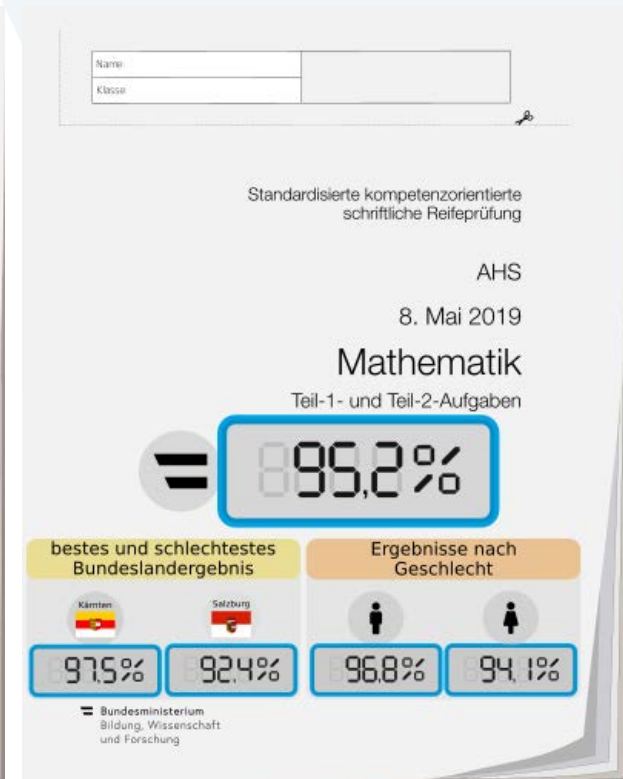 Name
Klasse
Standardisierte kompetenzorientierte
schriftliche Reifeprüfung
AHS
8. Mai 2019
Mathematik
Teil-1- und Teil-2-Aufgaben
95,2%
bestes und schlechtestes
Bundeslandergebnis
Kärnten
Salzburg
97,5%
92,4%
Ergebnisse nach
Geschlecht
96,8%
94,1%
Bundesministerium
Bildung, Wissenschaft
und Forschung